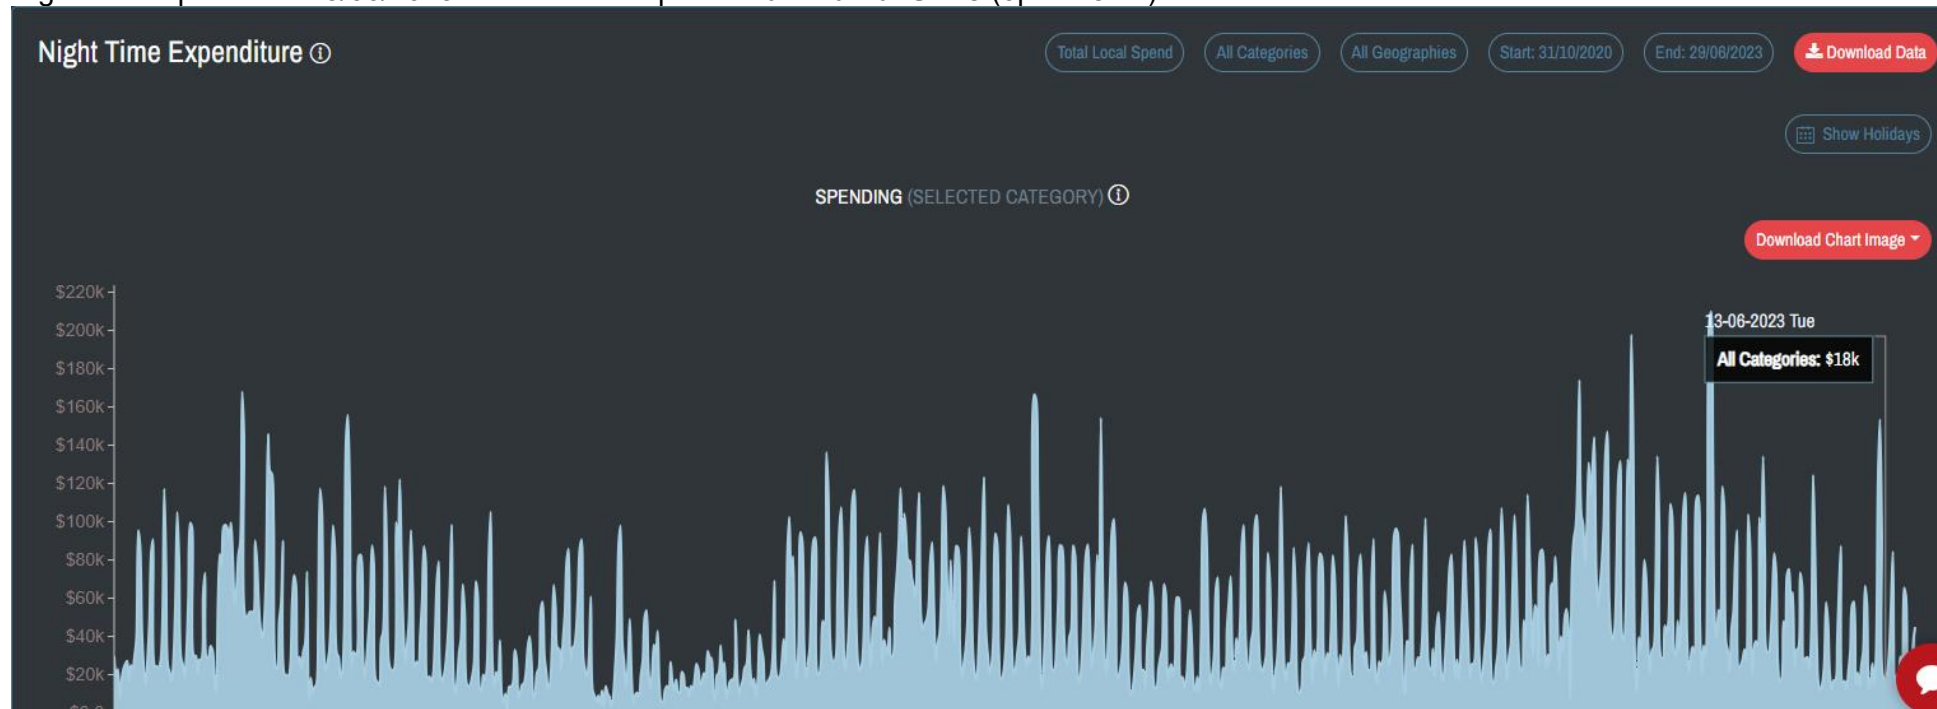 Night Time Expenditure
Total Local Spend
All Categories
All Geographies
Start: 31/10/2020
End: 29/06/2023
Download Data
Show Holidays
SPENDING (SELECTED CATEGORY)
Download Chart Image
$220k
$200k
$180k
$160k
$140k
$120k
$100k
$80k
$60k
$40k
$20k
13-06-2023 Tue
All Categories: $18k